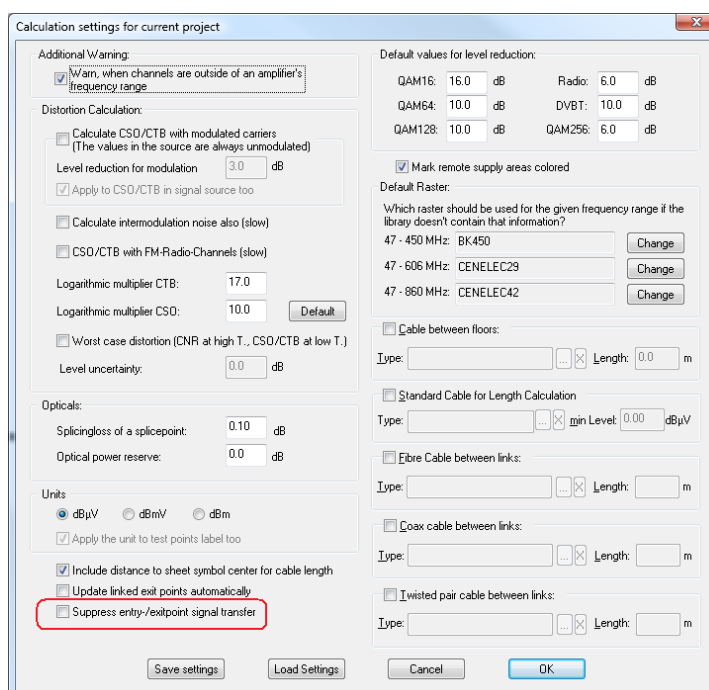 Calculation settings for current project
Additional Warning:
Warn, when channels are outside of an amplifier's
frequency range
Distortion Calculation:
Calculate CSO/CTB with modulated carriers
(The values in the source are always unmodulated)
Level reduction for modulation 3.0 dB
Apply to CSO/CTB in signal source too
Calculate intermodulation noise also (slow)
CSO/CTB with FM-Radio-Channels (slow)
Logarithmic multiplier CTB: 17.0
Logarithmic multiplier CSO: 10.0 Default
Worst case distortion (CNR at high T., CSO/CTB at low T.)
Level uncertainty: 0.0 dB
Opticals:
Splicingloss of a splicepoint: 0.10 dB
Optical power reserve: 0.0 dB
Units
dBµV dBmV dBm
Apply the unit to test points label too
Include distance to sheet symbol center for cable length
Update linked exit points automatically
Suppress entry-/exitpoint signal transfer
Default values for level reduction:
QAM16: 16.0 dB Radio: 6.0 dB
QAM64: 10.0 dB DVBT: 10.0 dB
QAM128: 10.0 dB QAM256: 6.0 dB
Mark remote supply areas colored
Default Raster:
Which raster should be used for the given frequency range if the
library doesn't contain that information?
47 - 450 MHz: BK450 Change
47 - 606 MHz: CENELEC29 Change
47 - 860 MHz: CENELEC42 Change
Cable between floors:
Type: ... Length: 0.0 m
Standard Cable for Length Calculation
Type: ... min Level: 0.00 dBµV
Fibre Cable between links:
Type: ... Length: m
Coax cable between links:
Type: ... Length: m
Twisted pair cable between links:
Type: ... Length: m
Save settings Load Settings Cancel OK